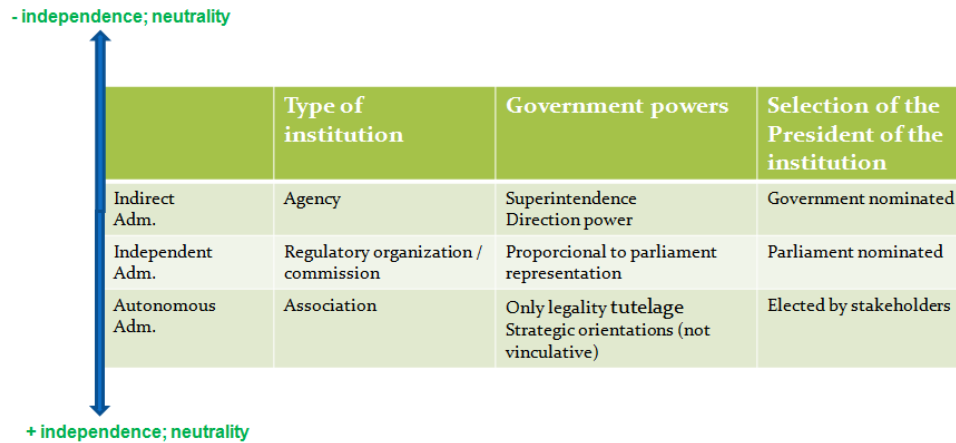 - independence; neutrality
Type of
institution
Government powers
Selection of the
President of the
institution
Indirect
Adm.
Agency
Superintendence
Direction power
Government nominated
Independent
Adm.
Regulatory organization /
commission
Proporcional to parliament
representation
Parliament nominated
Autonomous
Adm.
Association
Only legality tutelage
Strategic orientations (not
vinculative)
Elected by stakeholders
+ independence; neutrality